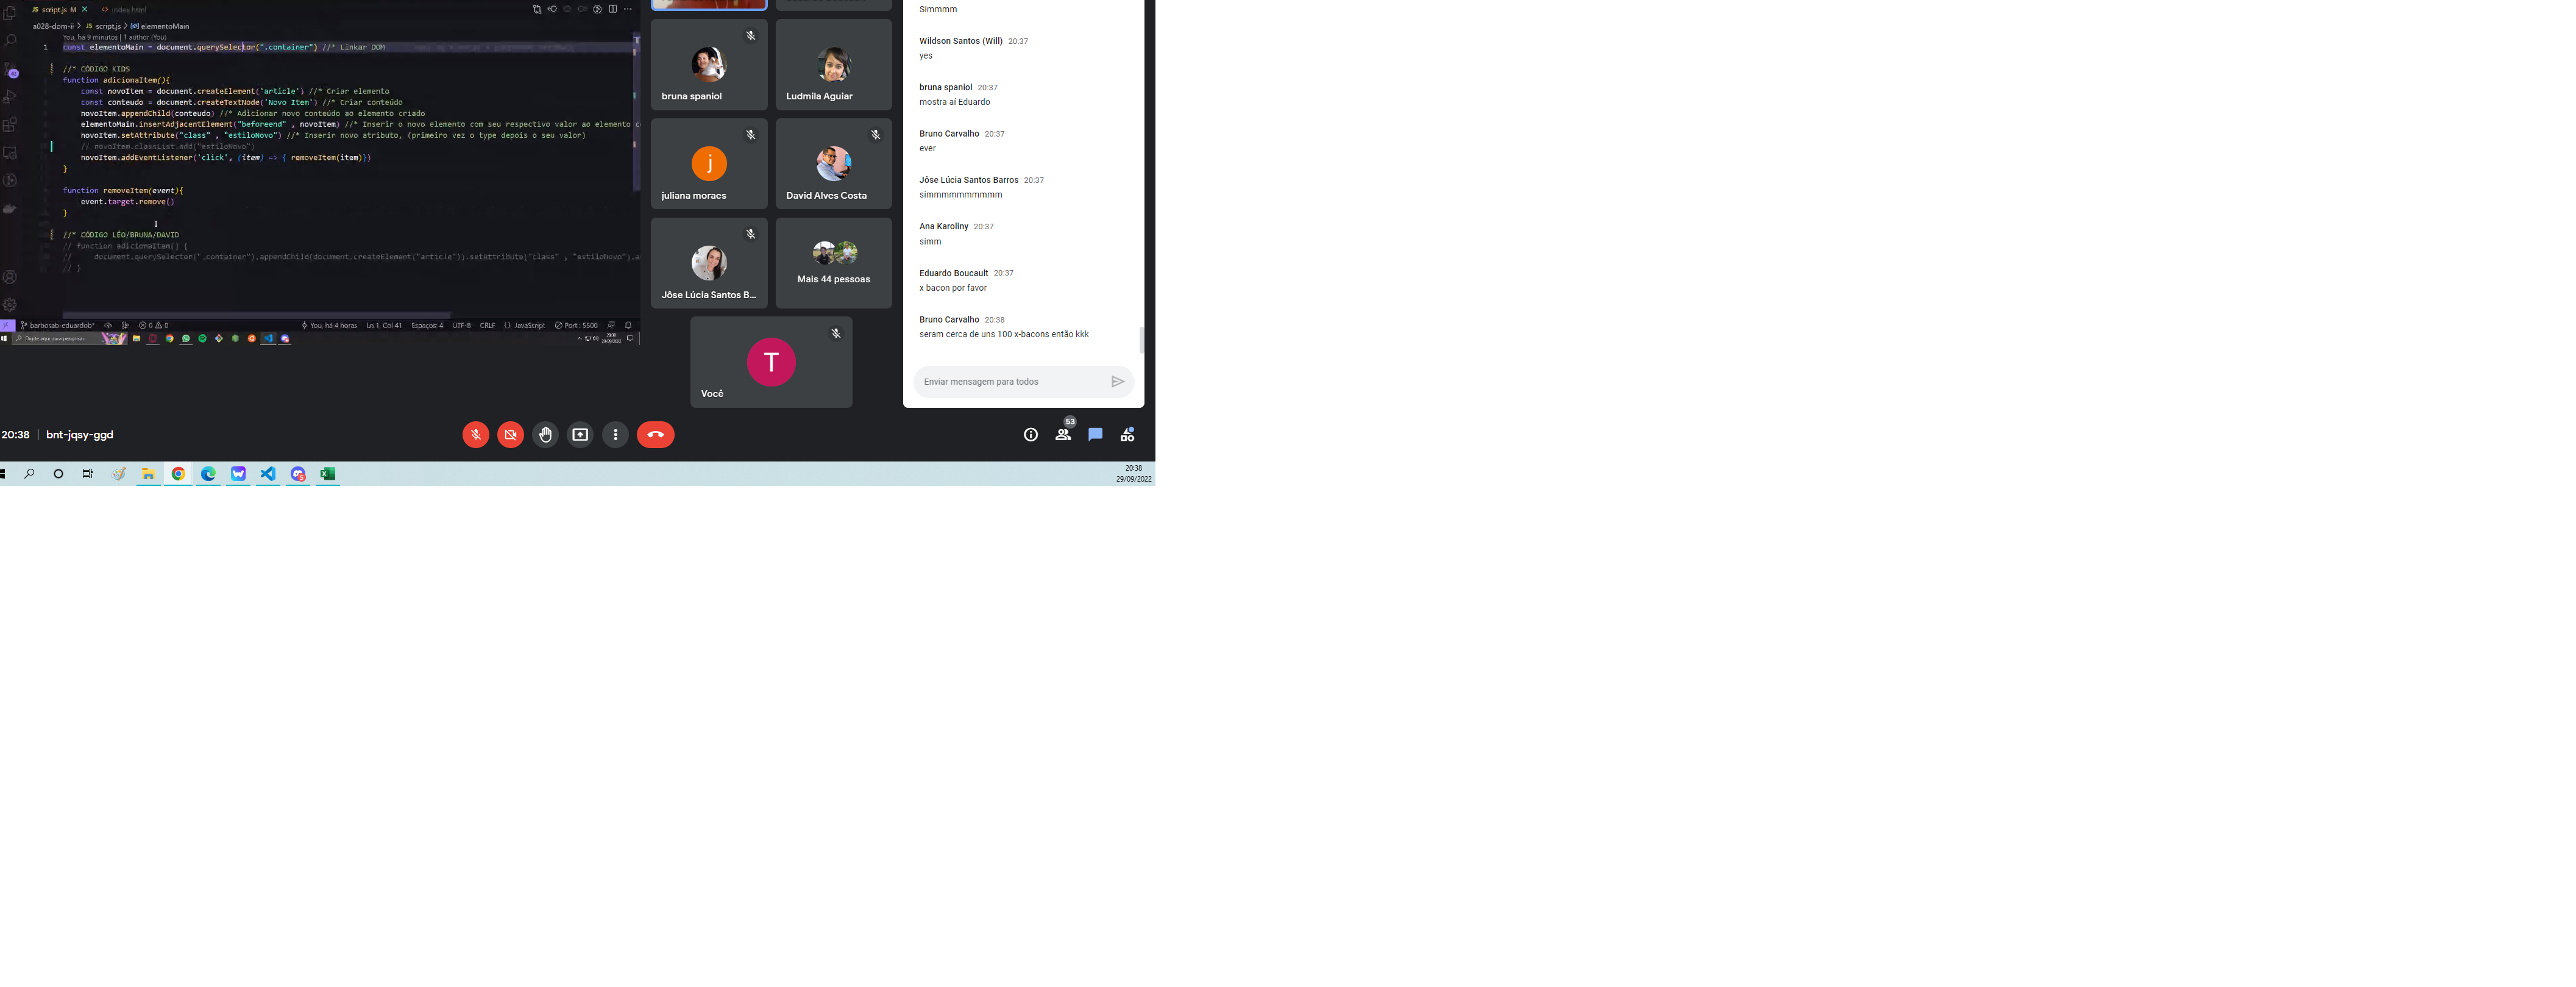 JS script.js M ×
index.html
a028-dom-ii > JS script.js > elementoMain
You, há 9 minutos | 1 author (You)
1 const elementoMain = document.querySelector(".container") //* Linkar DOM
//* CÓDIGO KIDS
function adicionaItem(){
const novoItem = document.createElement('article') //* Criar elemento
const conteudo = document.createTextNode('Novo Item') //* Criar conteúdo
novoItem.appendChild(conteudo) //* Adicionar novo conteúdo ao elemento criado
elementoMain.insertAdjacentElement("beforeend" , novoItem) //* Inserir o novo elemento com seu respectivo valor ao elemento
novoItem.setAttribute("class" , "estiloNovo") //* Inserir novo atributo, (primeiro vez o type depois o seu valor)
// novoItem.classList.add("estiloNovo")
novoItem.addEventListener('click', (item) => { removeItem(item)})
}
function removeItem(event){
event.target.remove()
}
//* CÓDIGO LÉO/BRUNA/DAVID
// function adicionaItem() {
// document.querySelector(".container").appendChild(document.createElement("article")).setAttribute("class" , "estiloNovo")
// }
barbosab-eduardob*
0 0
You, há 4 horas
Ln 1, Col 41
Espaços: 4
UTF-8
CRLF
{} JavaScript
Port : 5500
Digite aqui para pesquisar
bruna spaniol
Ludmila Aguiar
j
juliana moraes
David Alves Costa
Jôse Lúcia Santos B...
Mais 44 pessoas
T
Você
Simmmm
Wildson Santos (Will) 20:37
yes
bruna spaniol 20:37
mostra aí Eduardo
Bruno Carvalho 20:37
ever
Jôse Lúcia Santos Barros 20:37
simmmmmmmmmm
Ana Karoliny 20:37
simm
Eduardo Boucault 20:37
x bacon por favor
Bruno Carvalho 20:38
seram cerca de uns 100 x-bacons então kkk
Enviar mensagem para todos
20:38 | bnt-jqsy-ggd
53
5
20:38
29/09/2022